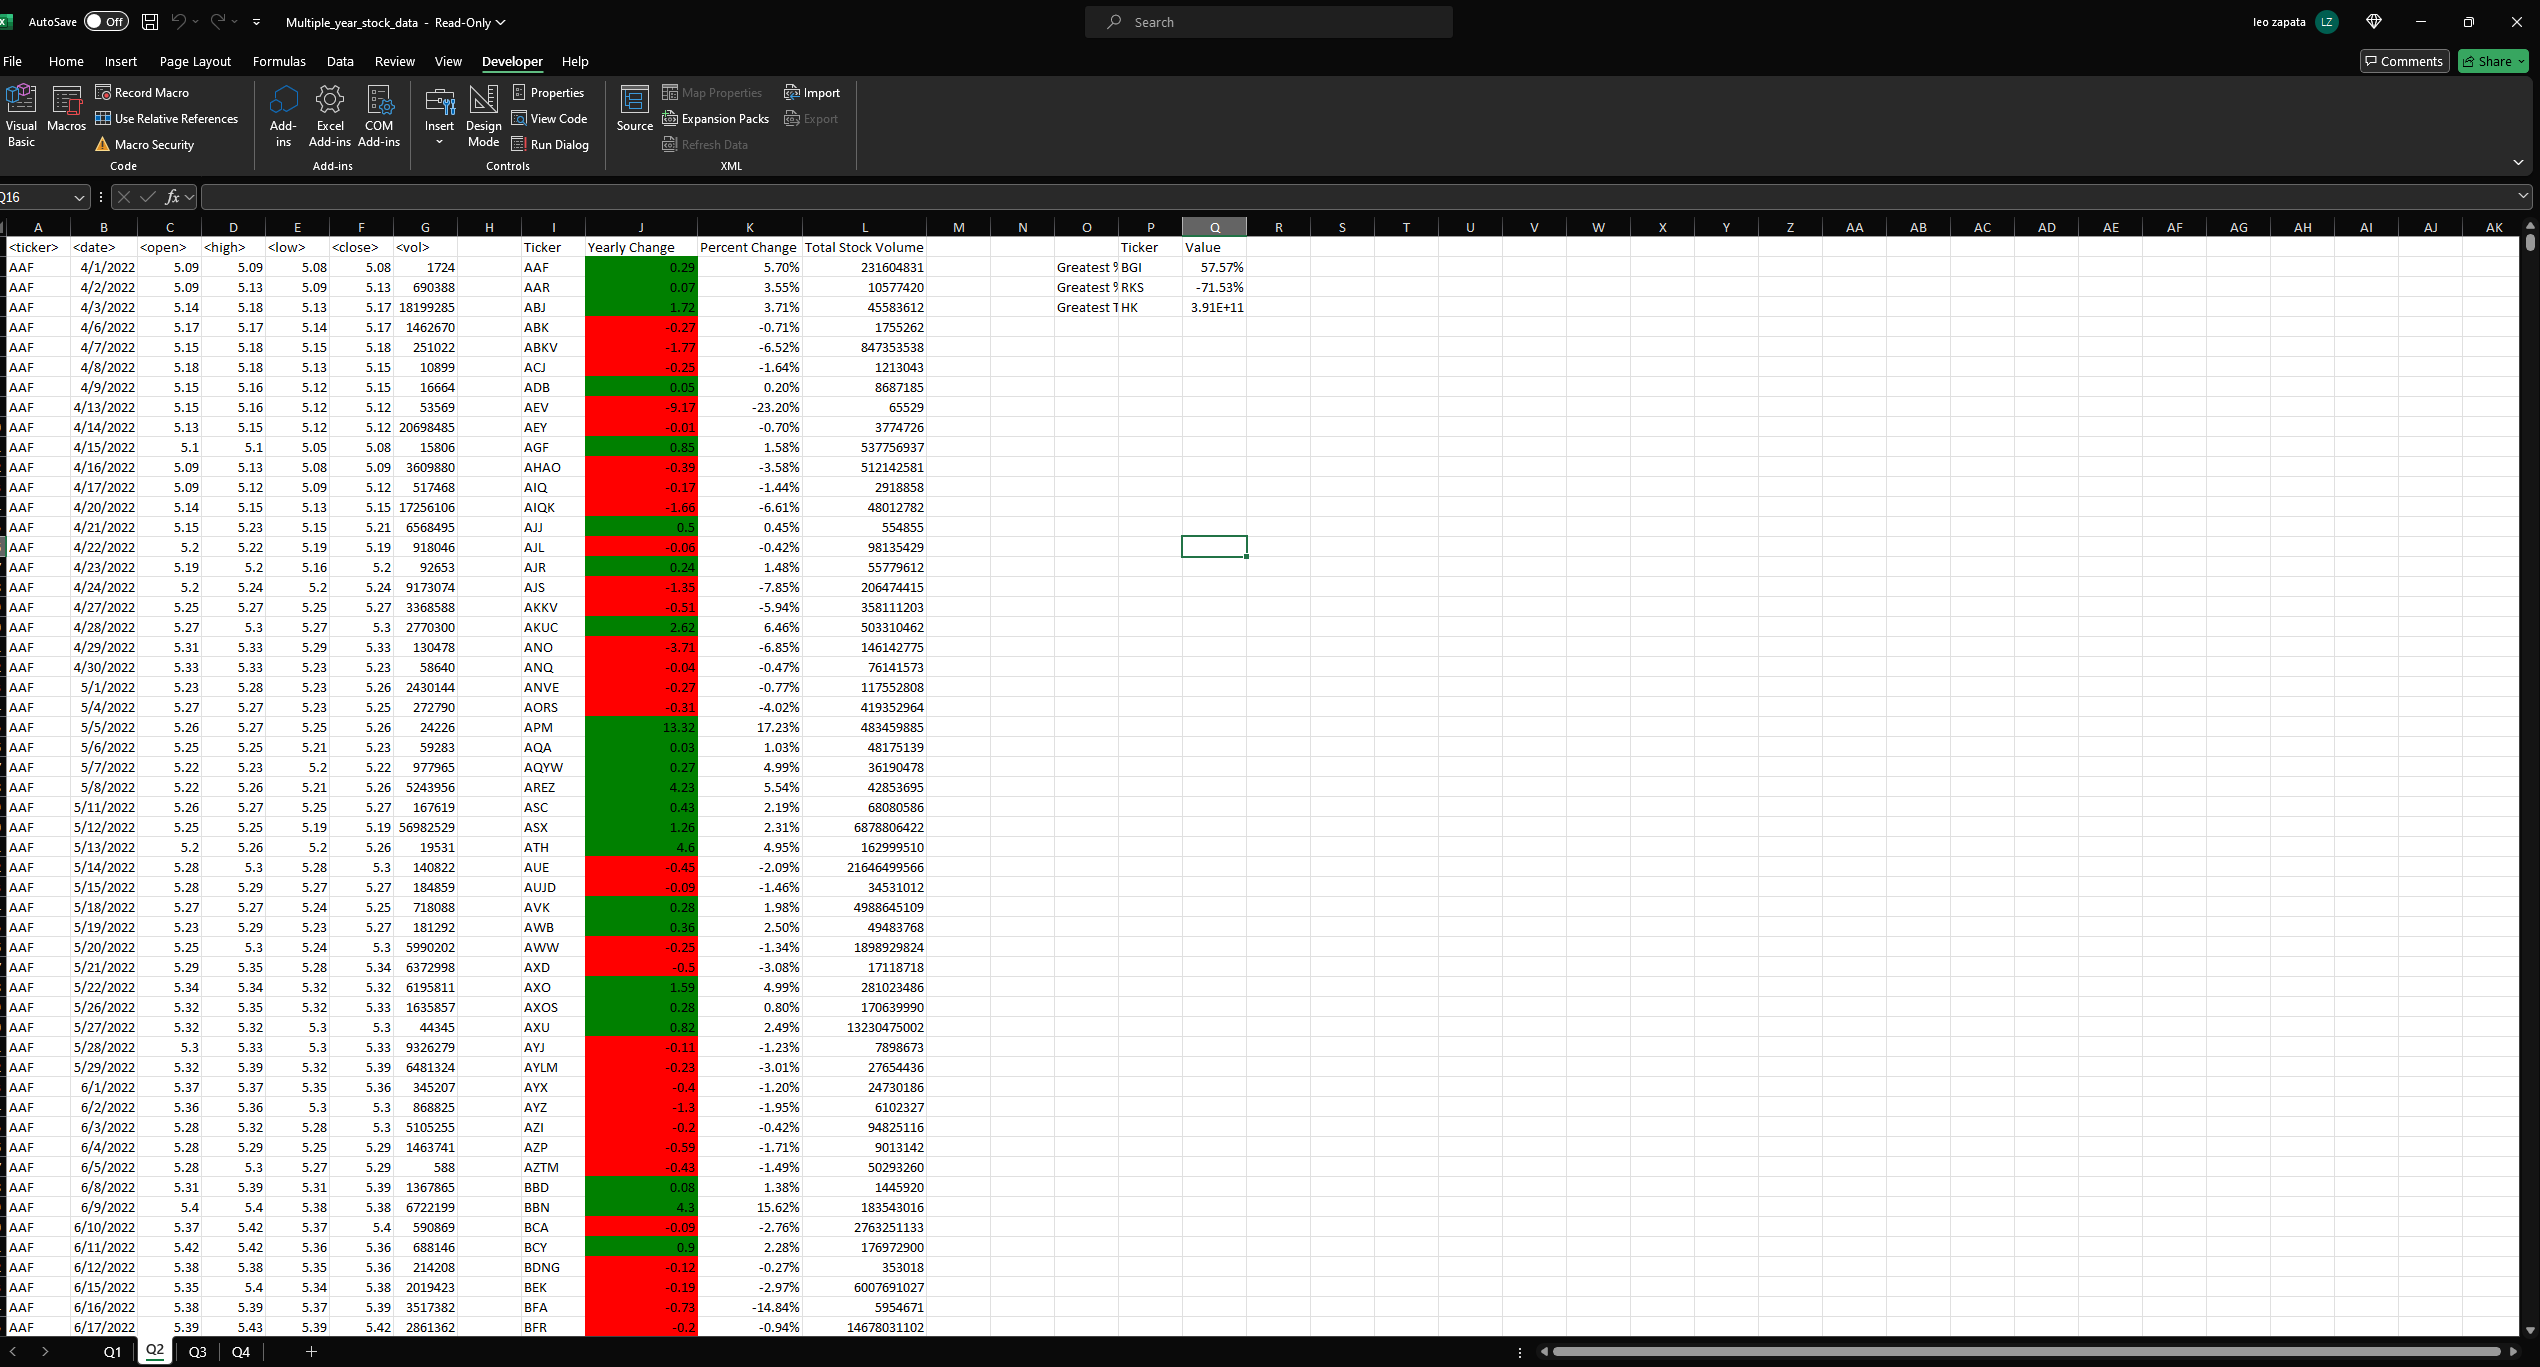 AutoSave Off Multiple_year_stock_data - Read-Only Search leo zapata LZ
File Home Insert Page Layout Formulas Data Review View Developer Help Comments Share
Visual Basic
Macros
Record Macro
Use Relative References
Macro Security
Code
Add-ins
Excel Add-ins
COM Add-ins
Add-ins
Insert
Design Mode
Properties
View Code
Run Dialog
Controls
Source
Map Properties
Expansion Packs
Refresh Data
Import
Export
XML
Q16 fx
A B C D E F G H I J K L M N O P Q R S T U V W X Y Z AA AB AC AD AE AF AG AH AI AJ AK
<ticker> <date> <open> <high> <low> <close> <vol> Ticker Yearly Change Percent Change Total Stock Volume Ticker Value
AAF 4/1/2022 5.09 5.09 5.08 5.08 1724 AAF 0.29 5.70% 231604831 Greatest % BGI 57.57%
AAF 4/2/2022 5.09 5.13 5.09 5.13 690388 AAR 0.07 3.55% 10577420 Greatest % RKS -71.53%
AAF 4/3/2022 5.14 5.18 5.13 5.17 18199285 ABJ 1.72 3.71% 45583612 Greatest T HK 3.91E+11
AAF 4/6/2022 5.17 5.17 5.14 5.17 1462670 ABK -0.27 -0.71% 1755262
AAF 4/7/2022 5.15 5.18 5.15 5.18 251022 ABKV -1.77 -6.52% 847353538
AAF 4/8/2022 5.18 5.18 5.13 5.15 10899 ACJ -0.25 -1.64% 1213043
AAF 4/9/2022 5.15 5.16 5.12 5.15 16664 ADB 0.05 0.20% 8687185
AAF 4/13/2022 5.15 5.16 5.12 5.12 53569 AEV -9.17 -23.20% 65529
AAF 4/14/2022 5.13 5.15 5.12 5.12 20698485 AEY -0.01 -0.70% 3774726
AAF 4/15/2022 5.1 5.1 5.05 5.08 15806 AGF 0.85 1.58% 537756937
AAF 4/16/2022 5.09 5.13 5.08 5.09 3609880 AHAO -0.39 -3.58% 512142581
AAF 4/17/2022 5.09 5.12 5.09 5.12 517468 AIQ -0.17 -1.44% 2918858
AAF 4/20/2022 5.14 5.15 5.13 5.15 17256106 AIQK -1.66 -6.61% 48012782
AAF 4/21/2022 5.15 5.23 5.15 5.21 6568495 AJJ 0.5 0.45% 554855
AAF 4/22/2022 5.2 5.22 5.19 5.19 918046 AJL -0.06 -0.42% 98135429
AAF 4/23/2022 5.19 5.2 5.16 5.2 92653 AJR 0.24 1.48% 55779612
AAF 4/24/2022 5.2 5.24 5.2 5.24 9173074 AJS -1.35 -7.85% 206474415
AAF 4/27/2022 5.25 5.27 5.25 5.27 3368588 AKKV -0.51 -5.94% 358111203
AAF 4/28/2022 5.27 5.3 5.27 5.3 2770300 AKUC 2.62 6.46% 503310462
AAF 4/29/2022 5.31 5.33 5.29 5.33 130478 ANO -3.71 -6.85% 146142775
AAF 4/30/2022 5.33 5.33 5.23 5.23 58640 ANQ -0.04 -0.47% 76141573
AAF 5/1/2022 5.23 5.28 5.23 5.26 2430144 ANVE -0.27 -0.77% 117552808
AAF 5/4/2022 5.27 5.27 5.23 5.25 272790 AORS -0.31 -4.02% 419352964
AAF 5/5/2022 5.26 5.27 5.25 5.26 24226 APM 13.32 17.23% 483459885
AAF 5/6/2022 5.25 5.25 5.21 5.23 59283 AQA 0.03 1.03% 48175139
AAF 5/7/2022 5.22 5.23 5.2 5.22 977965 AQYW 0.27 4.99% 36190478
AAF 5/8/2022 5.22 5.26 5.21 5.26 5243956 AREZ 4.23 5.54% 42853695
AAF 5/11/2022 5.26 5.27 5.25 5.27 167619 ASC 0.43 2.19% 68080586
AAF 5/12/2022 5.25 5.25 5.19 5.19 56982529 ASX 1.26 2.31% 6878806422
AAF 5/13/2022 5.2 5.26 5.2 5.26 19531 ATH 4.6 4.95% 162999510
AAF 5/14/2022 5.28 5.3 5.28 5.3 140822 AUE -0.45 -2.09% 21646499566
AAF 5/15/2022 5.28 5.29 5.27 5.27 184859 AUJD -0.09 -1.46% 34531012
AAF 5/18/2022 5.27 5.27 5.24 5.25 718088 AVK 0.28 1.98% 4988645109
AAF 5/19/2022 5.23 5.29 5.23 5.27 181292 AWB 0.36 2.50% 49483768
AAF 5/20/2022 5.25 5.3 5.24 5.3 5990202 AWW -0.25 -1.34% 1898929824
AAF 5/21/2022 5.29 5.35 5.28 5.34 6372998 AXD -0.5 -3.08% 17118718
AAF 5/22/2022 5.34 5.34 5.32 5.32 6195811 AXO 1.59 4.99% 281023486
AAF 5/26/2022 5.32 5.35 5.32 5.33 1635857 AXOS 0.28 0.80% 170639990
AAF 5/27/2022 5.32 5.32 5.3 5.3 44345 AXU 0.82 2.49% 13230475002
AAF 5/28/2022 5.3 5.33 5.3 5.33 9326279 AYJ -0.11 -1.23% 7898673
AAF 5/29/2022 5.32 5.39 5.32 5.39 6481324 AYLM -0.23 -3.01% 27654436
AAF 6/1/2022 5.37 5.37 5.35 5.36 345207 AYX -0.4 -1.20% 24730186
AAF 6/2/2022 5.36 5.36 5.3 5.3 868825 AYZ -1.3 -1.95% 6102327
AAF 6/3/2022 5.28 5.32 5.28 5.3 5105255 AZI -0.2 -0.42% 94825116
AAF 6/4/2022 5.28 5.29 5.25 5.29 1463741 AZP -0.59 -1.71% 9013142
AAF 6/5/2022 5.28 5.3 5.27 5.29 588 AZTM -0.43 -1.49% 50293260
AAF 6/8/2022 5.31 5.39 5.31 5.39 1367865 BBD 0.08 1.38% 1445920
AAF 6/9/2022 5.4 5.4 5.38 5.38 6722199 BBN 4.3 15.62% 183543016
AAF 6/10/2022 5.37 5.42 5.37 5.4 590869 BCA -0.09 -2.76% 2763251133
AAF 6/11/2022 5.42 5.42 5.36 5.36 688146 BCY 0.9 2.28% 176972900
AAF 6/12/2022 5.38 5.38 5.35 5.36 214208 BDNG -0.12 -0.27% 353018
AAF 6/15/2022 5.35 5.4 5.34 5.38 2019423 BEK -0.19 -2.97% 6007691027
AAF 6/16/2022 5.38 5.39 5.37 5.39 3517382 BFA -0.73 -14.84% 5954671
AAF 6/17/2022 5.39 5.43 5.39 5.42 2861362 BFR -0.2 -0.94% 14678031102
Q1 Q2 Q3 Q4